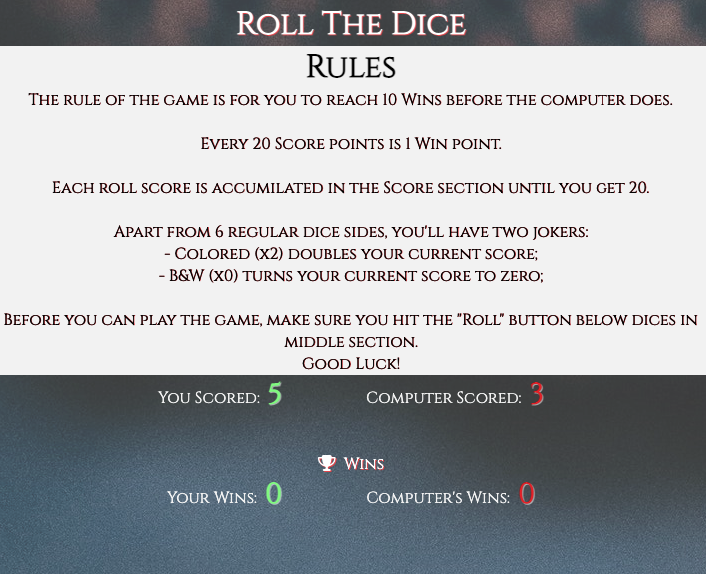 Roll The Dice
Rules
The rule of the game is for you to reach 10 Wins before the computer does.
Every 20 Score points is 1 Win point.
Each roll score is accumilated in the Score section until you get 20.
Apart from 6 regular dice sides, you'll have two jokers:
- Colored (x2) doubles your current score;
- B&W (x0) turns your current score to zero;
Before you can play the game, make sure you hit the "Roll" button below dices in
middle section.
Good Luck!
You Scored: 5 Computer Scored: 3
Wins
Your Wins: 0 Computer's Wins: 0